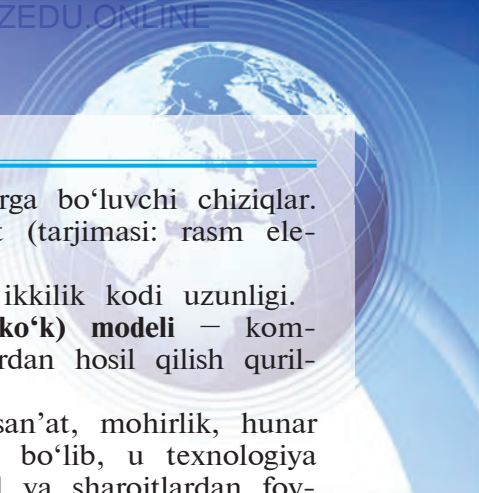 ZEDU.ONLINE
rga bo‘luvchi chiziqlar.
(tarjimasi: rasm ele-
ikkilik kodi uzunligi.
ko‘k) modeli — kom-
rdan hosil qilish quril-
san’at, mohirlik, hunar
bo‘lib, u texnologiya
va sharoitlardan foy-